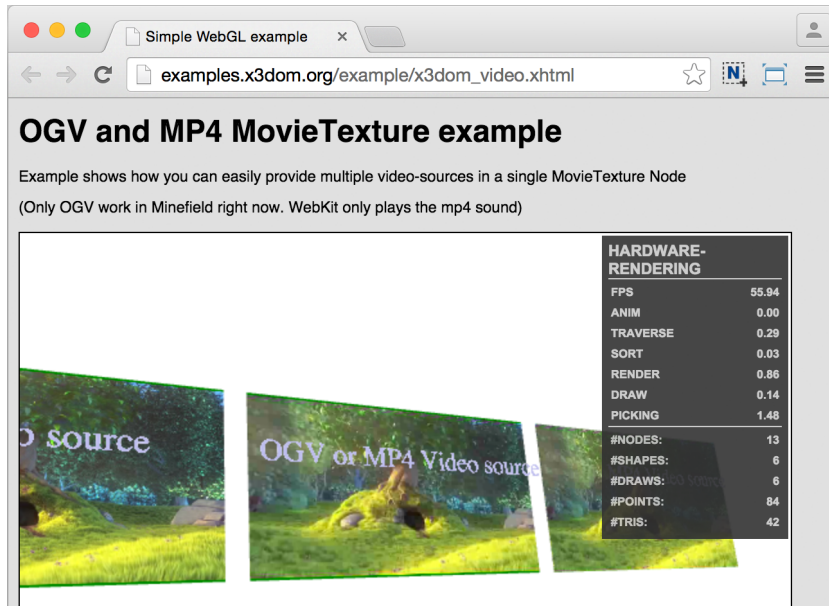 Simple WebGL example
examples.x3dom.org/example/x3dom_video.xhtml
N
OGV and MP4 MovieTexture example
Example shows how you can easily provide multiple video-sources in a single MovieTexture Node
(Only OGV work in Minefield right now. WebKit only plays the mp4 sound)
HARDWARE-
RENDERING
FPS 55.94
ANIM 0.00
TRAVERSE 0.29
SORT 0.03
RENDER 0.86
DRAW 0.14
PICKING 1.48
#NODES: 13
#SHAPES: 6
#DRAWS: 6
#POINTS: 84
#TRIS: 42
o source
OGV or MP4 Video source